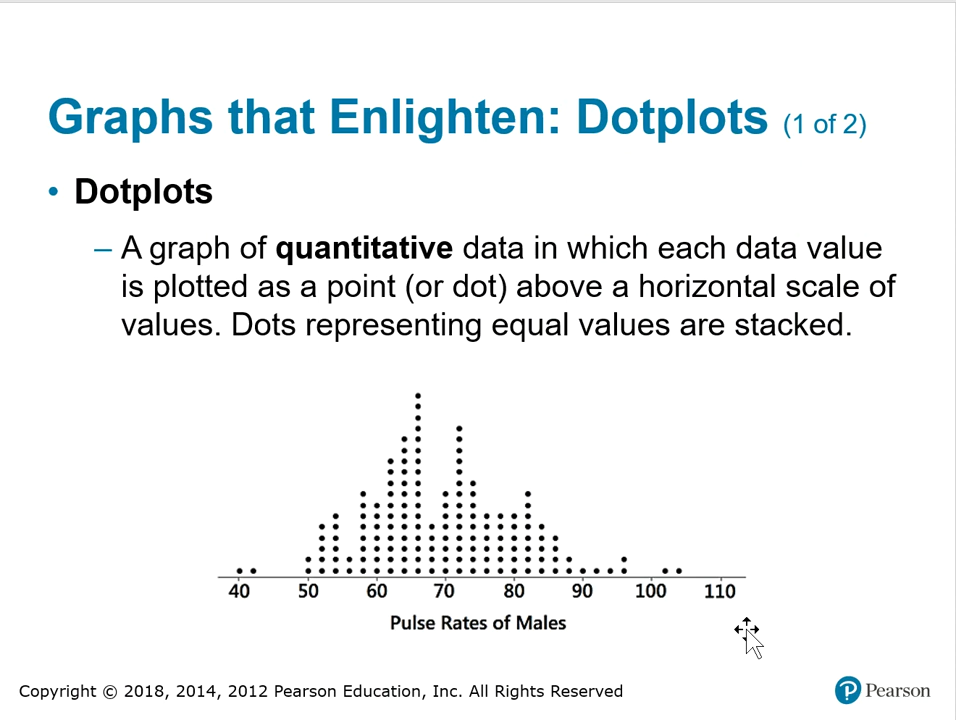 Graphs that Enlighten: Dotplots (1 of 2)
• Dotplots
– A graph of quantitative data in which each data value
is plotted as a point (or dot) above a horizontal scale of
values. Dots representing equal values are stacked.
40 50 60 70 80 90 100 110
Pulse Rates of Males
Copyright © 2018, 2014, 2012 Pearson Education, Inc. All Rights Reserved
P Pearson